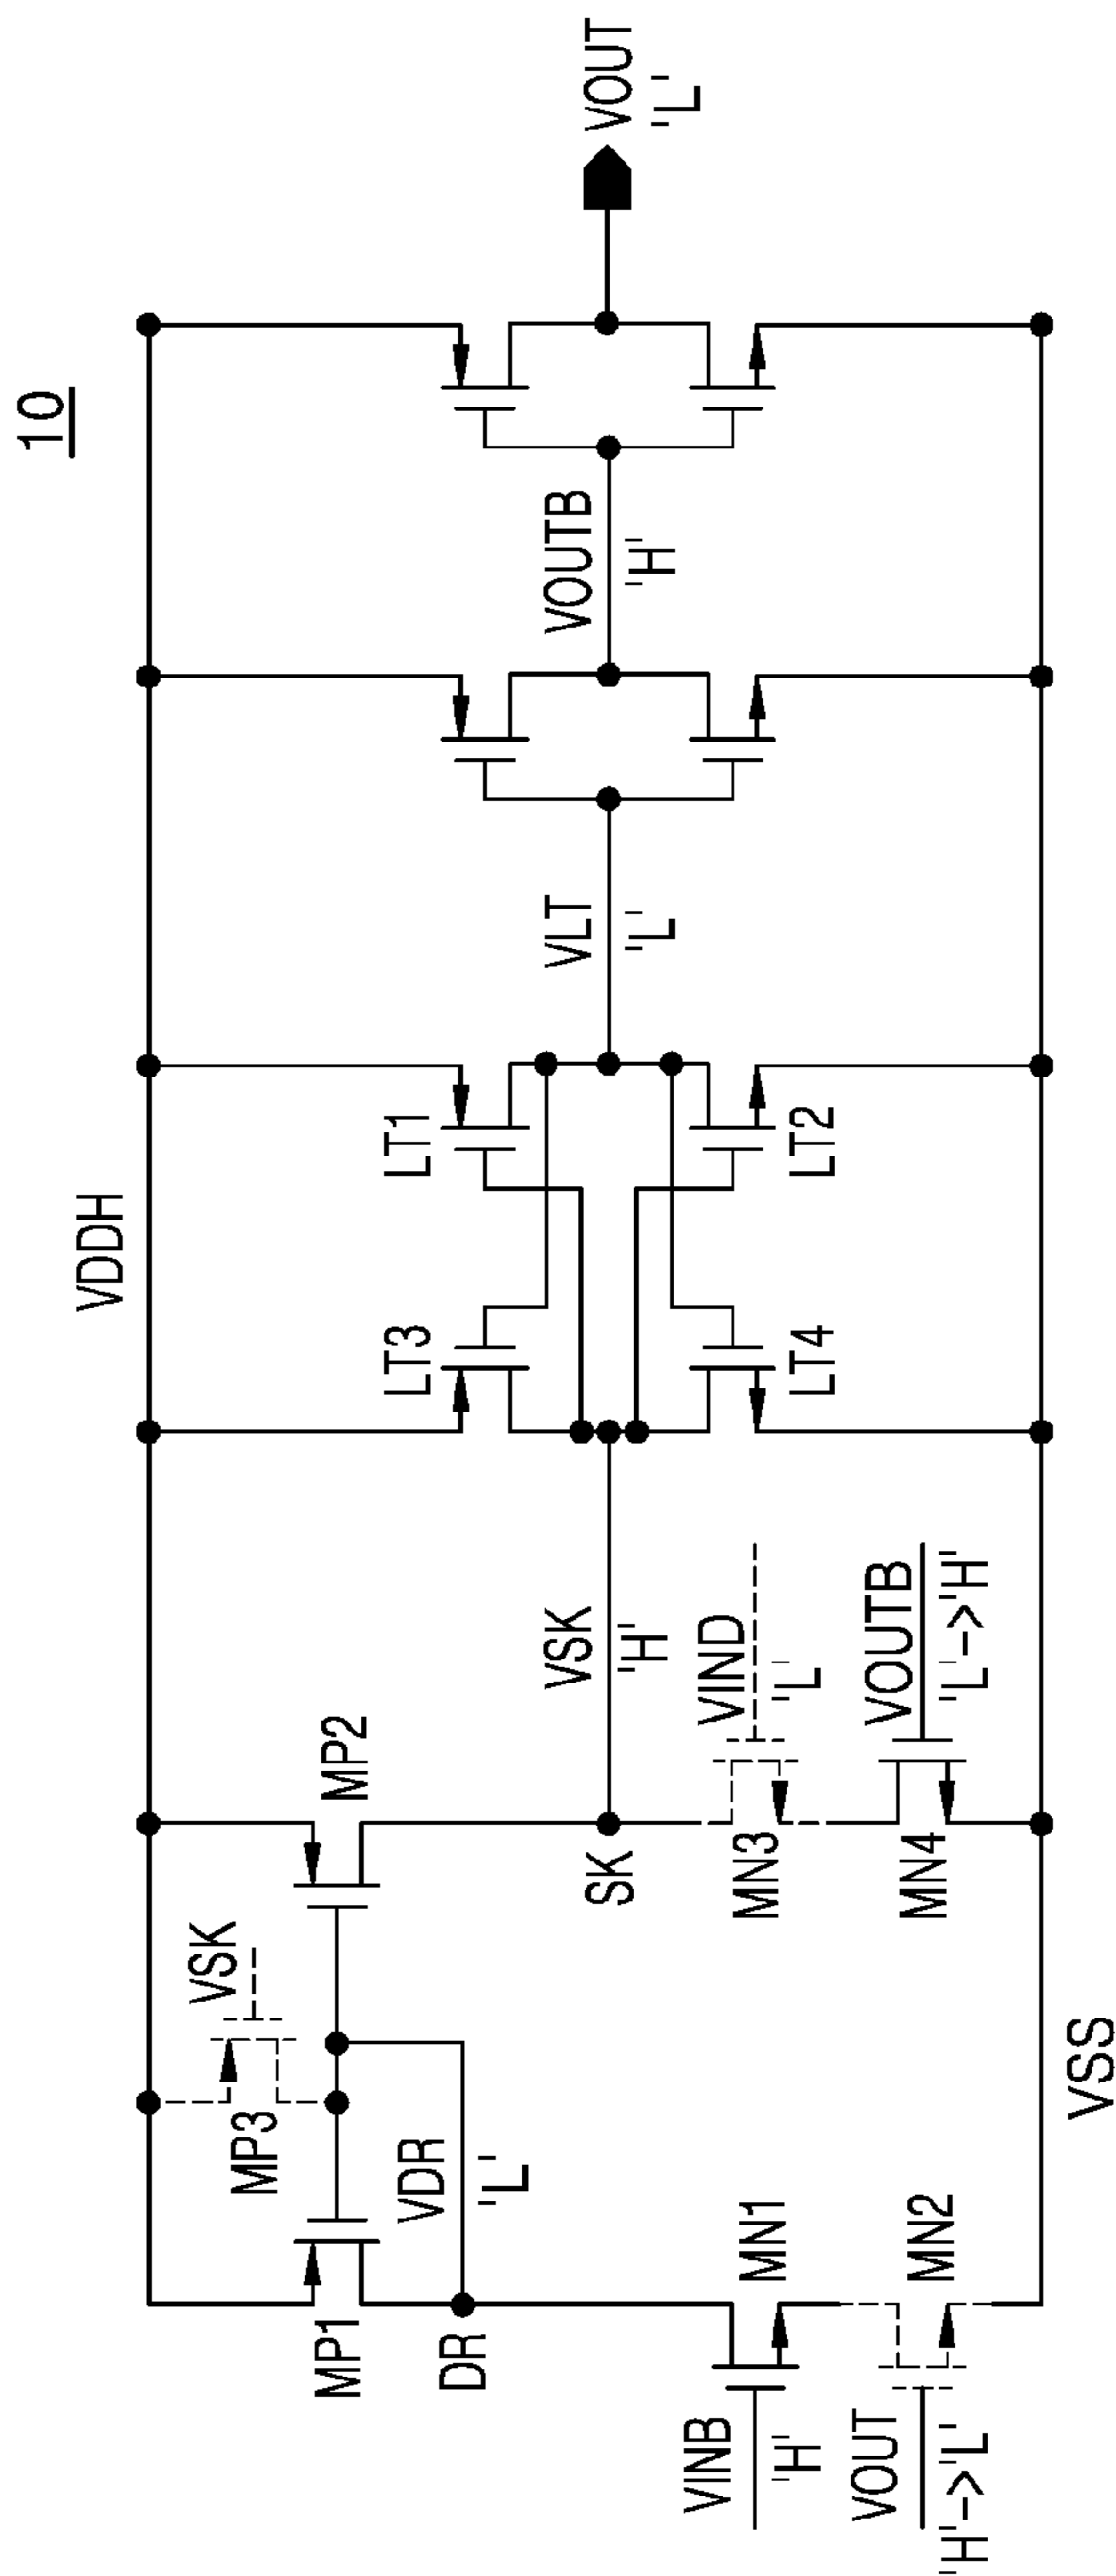 10
VDDH
MP1
MP3
VSK
MP2
VDR
'L'
DR
VINB
'H'
MN1
VOUT
'H'->'L'
MN2
SK
VSK
'H'
VIND
'L'
MN3
VOUTB
'L'->'H'
MN4
LT3
LT1
LT4
LT2
VLT
'L'
VOUTB
'H'
VOUT
'L'
VSS